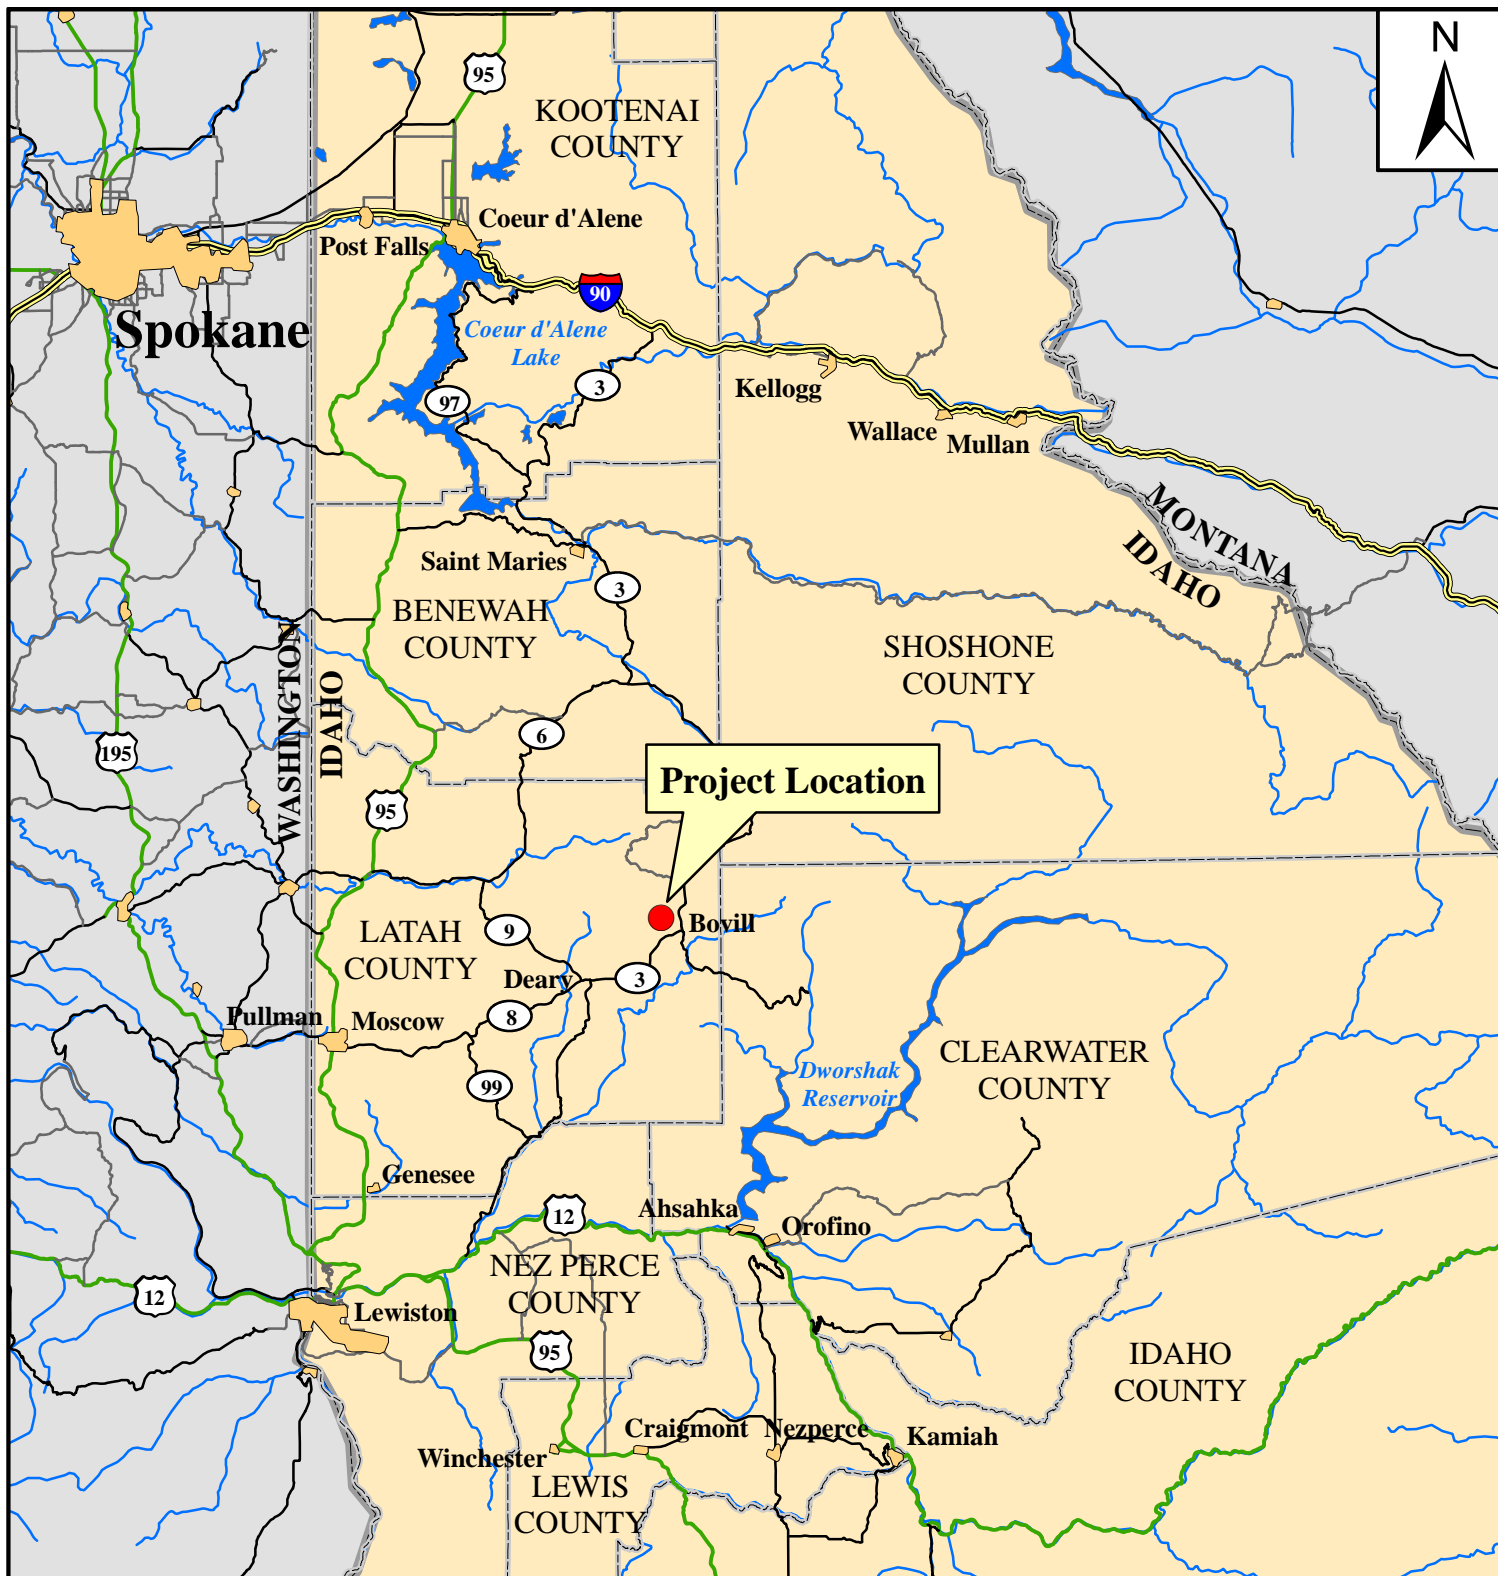 N
95
KOOTENAI
COUNTY
Coeur d'Alene
Post Falls
90
Spokane
Coeur d'Alene
Lake
97
3
Kellogg
Wallace
Mullan
MONTANA
IDAHO
Saint Maries
3
BENEWAH
COUNTY
SHOSHONE
COUNTY
WASHINGTON
IDAHO
6
195
Project Location
95
LATAH
COUNTY
9
Bovill
Deary
3
8
Pullman
Moscow
CLEARWATER
COUNTY
Dworshak
Reservoir
99
Genesee
12
Ahsahka
Orofino
NEZ PERCE
COUNTY
12
Lewiston
95
IDAHO
COUNTY
Craigmont
Nezperce
Kamiah
Winchester
LEWIS
COUNTY